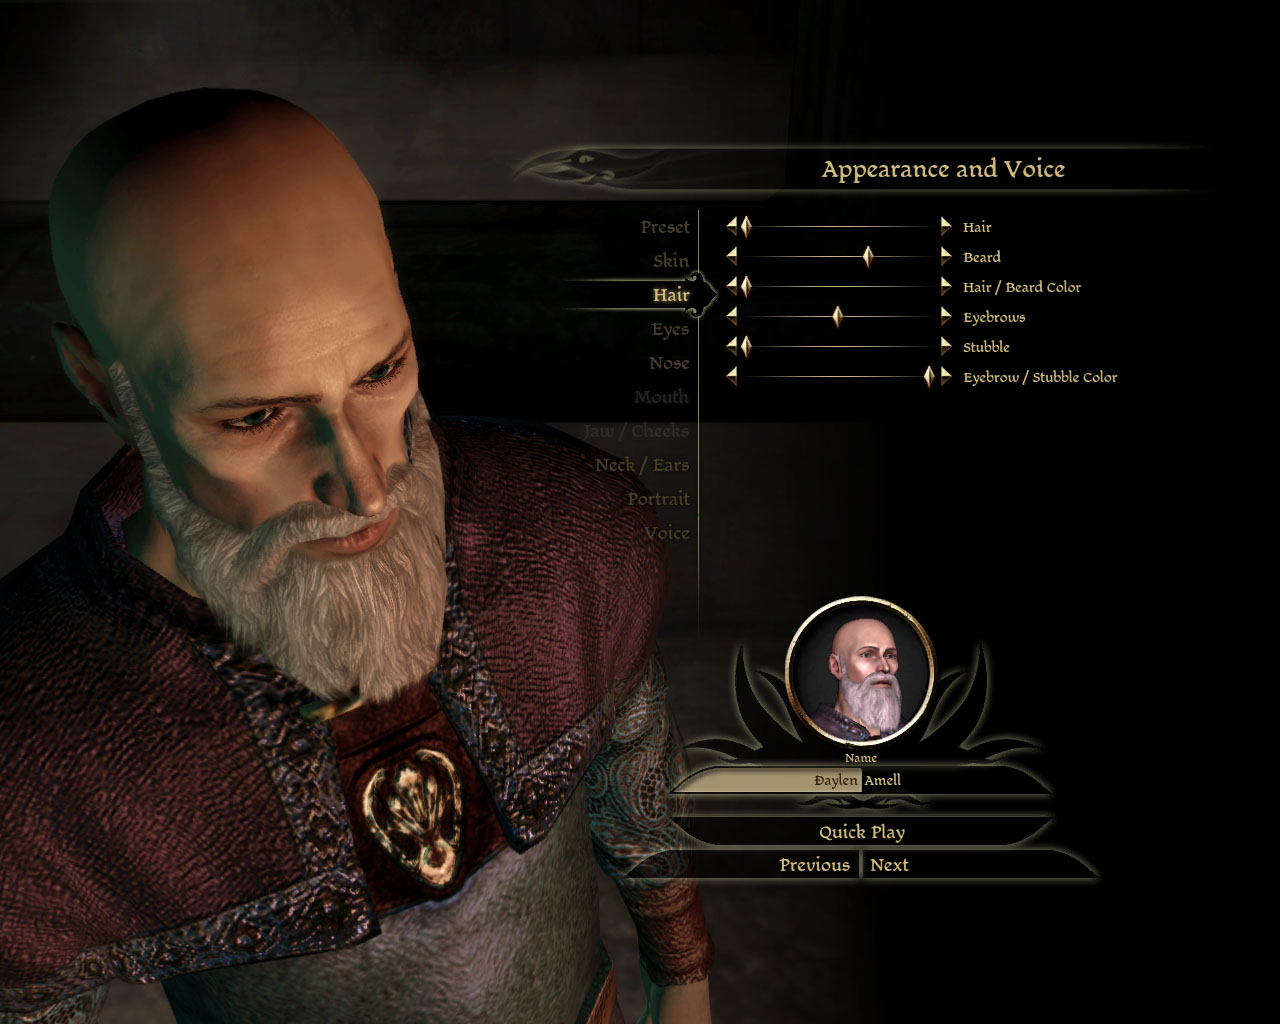 Appearance and Voice
Preset
Skin
Hair
Eyes
Nose
Mouth
Jaw / Cheeks
Neck / Ears
Portrait
Voice
Hair
Beard
Hair / Beard Color
Eyebrows
Stubble
Eyebrow / Stubble Color
Name
Daylen Amell
Quick Play
Previous Next